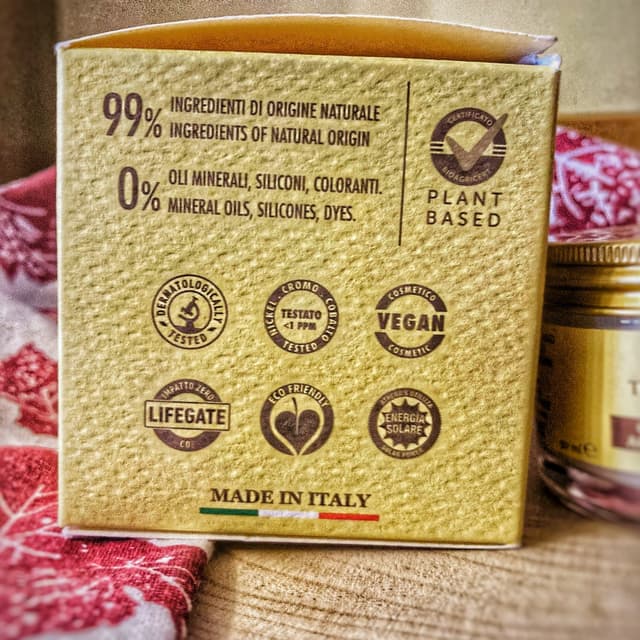 99% INGREDIENTI DI ORIGINE NATURALE
INGREDIENTS OF NATURAL ORIGIN
0% OLI MINERALI, SILICONI, COLORANTI.
MINERAL OILS, SILICONES, DYES.
CERTIFICATO
BIOAGRICERT
PLANT
BASED
DERMATOLOGICALLY
TESTED
NICKEL CROMO COBALTO
TESTATO
<1 PPM
TESTED
COSMETICO
VEGAN
COSMETIC
IMPATTO ZERO
LIFEGATE
ECO FRIENDLY
ENERGIA
SOLARE
MADE IN ITALY